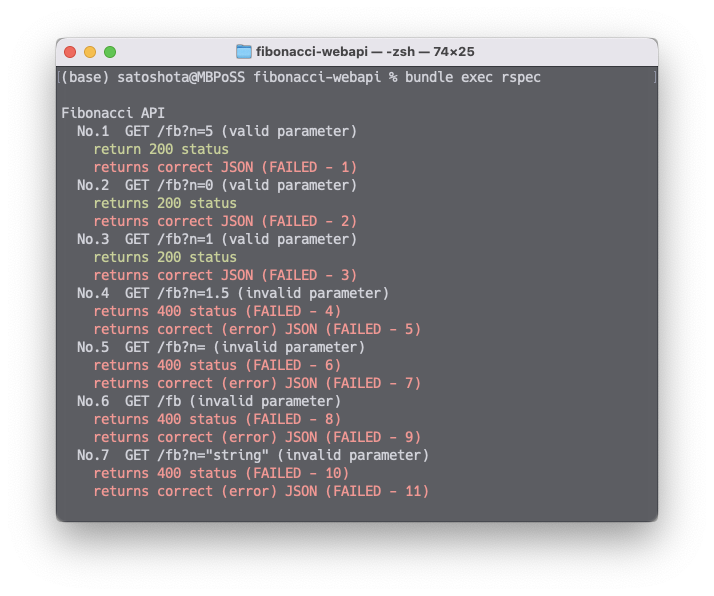 fibonacci-webapi — -zsh — 74×25
(base) satoshota@MBPoSS fibonacci-webapi % bundle exec rspec
Fibonacci API
No.1  GET /fb?n=5 (valid parameter)
return 200 status
returns correct JSON (FAILED - 1)
No.2  GET /fb?n=0 (valid parameter)
returns 200 status
returns correct JSON (FAILED - 2)
No.3  GET /fb?n=1 (valid parameter)
returns 200 status
returns correct JSON (FAILED - 3)
No.4  GET /fb?n=1.5 (invalid parameter)
returns 400 status (FAILED - 4)
returns correct (error) JSON (FAILED - 5)
No.5  GET /fb?n= (invalid parameter)
returns 400 status (FAILED - 6)
returns correct (error) JSON (FAILED - 7)
No.6  GET /fb (invalid parameter)
returns 400 status (FAILED - 8)
returns correct (error) JSON (FAILED - 9)
No.7  GET /fb?n="string" (invalid parameter)
returns 400 status (FAILED - 10)
returns correct (error) JSON (FAILED - 11)